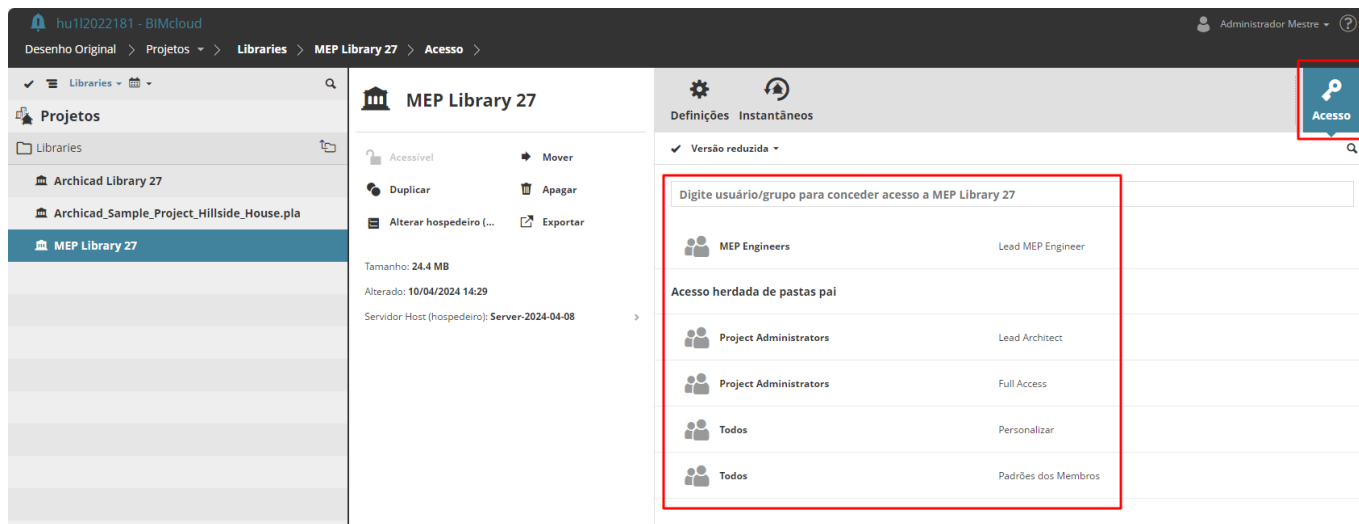 hu1l2022181 - BIMcloud
Administrador Mestre
?
Desenho Original > Projetos > Libraries > MEP Library 27 > Acesso >
Libraries
Projetos
Libraries
Archicad Library 27
Archicad_Sample_Project_Hillside_House.pla
MEP Library 27
MEP Library 27
Acessível
Mover
Duplicar
Apagar
Alterar hospedeiro (...
Exportar
Tamanho: 24.4 MB
Alterado: 10/04/2024 14:29
Servidor Host (hospedeiro): Server-2024-04-08 >
Definições Instantâneos
Acesso
Versão reduzida
Digite usuário/grupo para conceder acesso a MEP Library 27
MEP Engineers Lead MEP Engineer
Acesso herdada de pastas pai
Project Administrators Lead Architect
Project Administrators Full Access
Todos Personalizar
Todos Padrões dos Membros